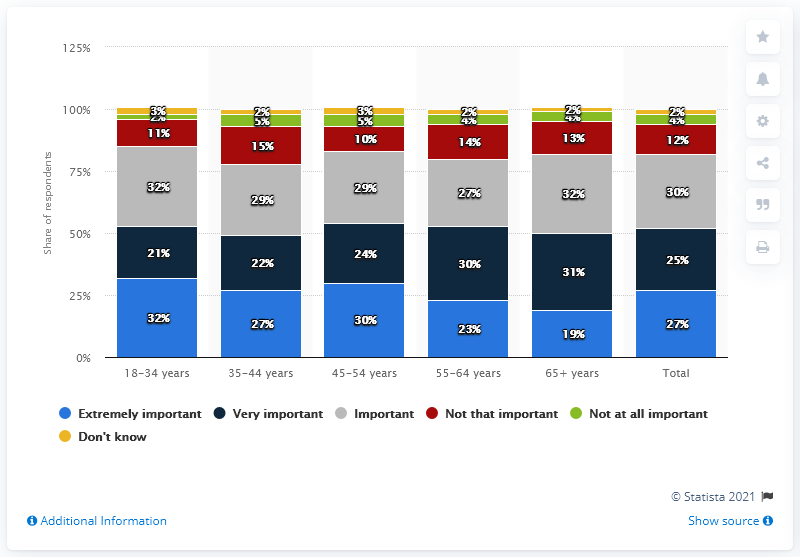 125%
100%
75%
50%
25%
0%
Share of respondents
3% 2% 3% 2% 2% 2%
2% 5% 5% 4% 4% 4%
11% 15% 10% 14% 13% 12%
32% 29% 29% 27% 32% 30%
21% 22% 24% 30% 31% 25%
32% 27% 30% 23% 19% 27%
18-34 years 35-44 years 45-54 years 55-64 years 65+ years Total
Extremely important Very important Important Not that important Not at all important
Don't know
© Statista 2021
Additional Information Show source